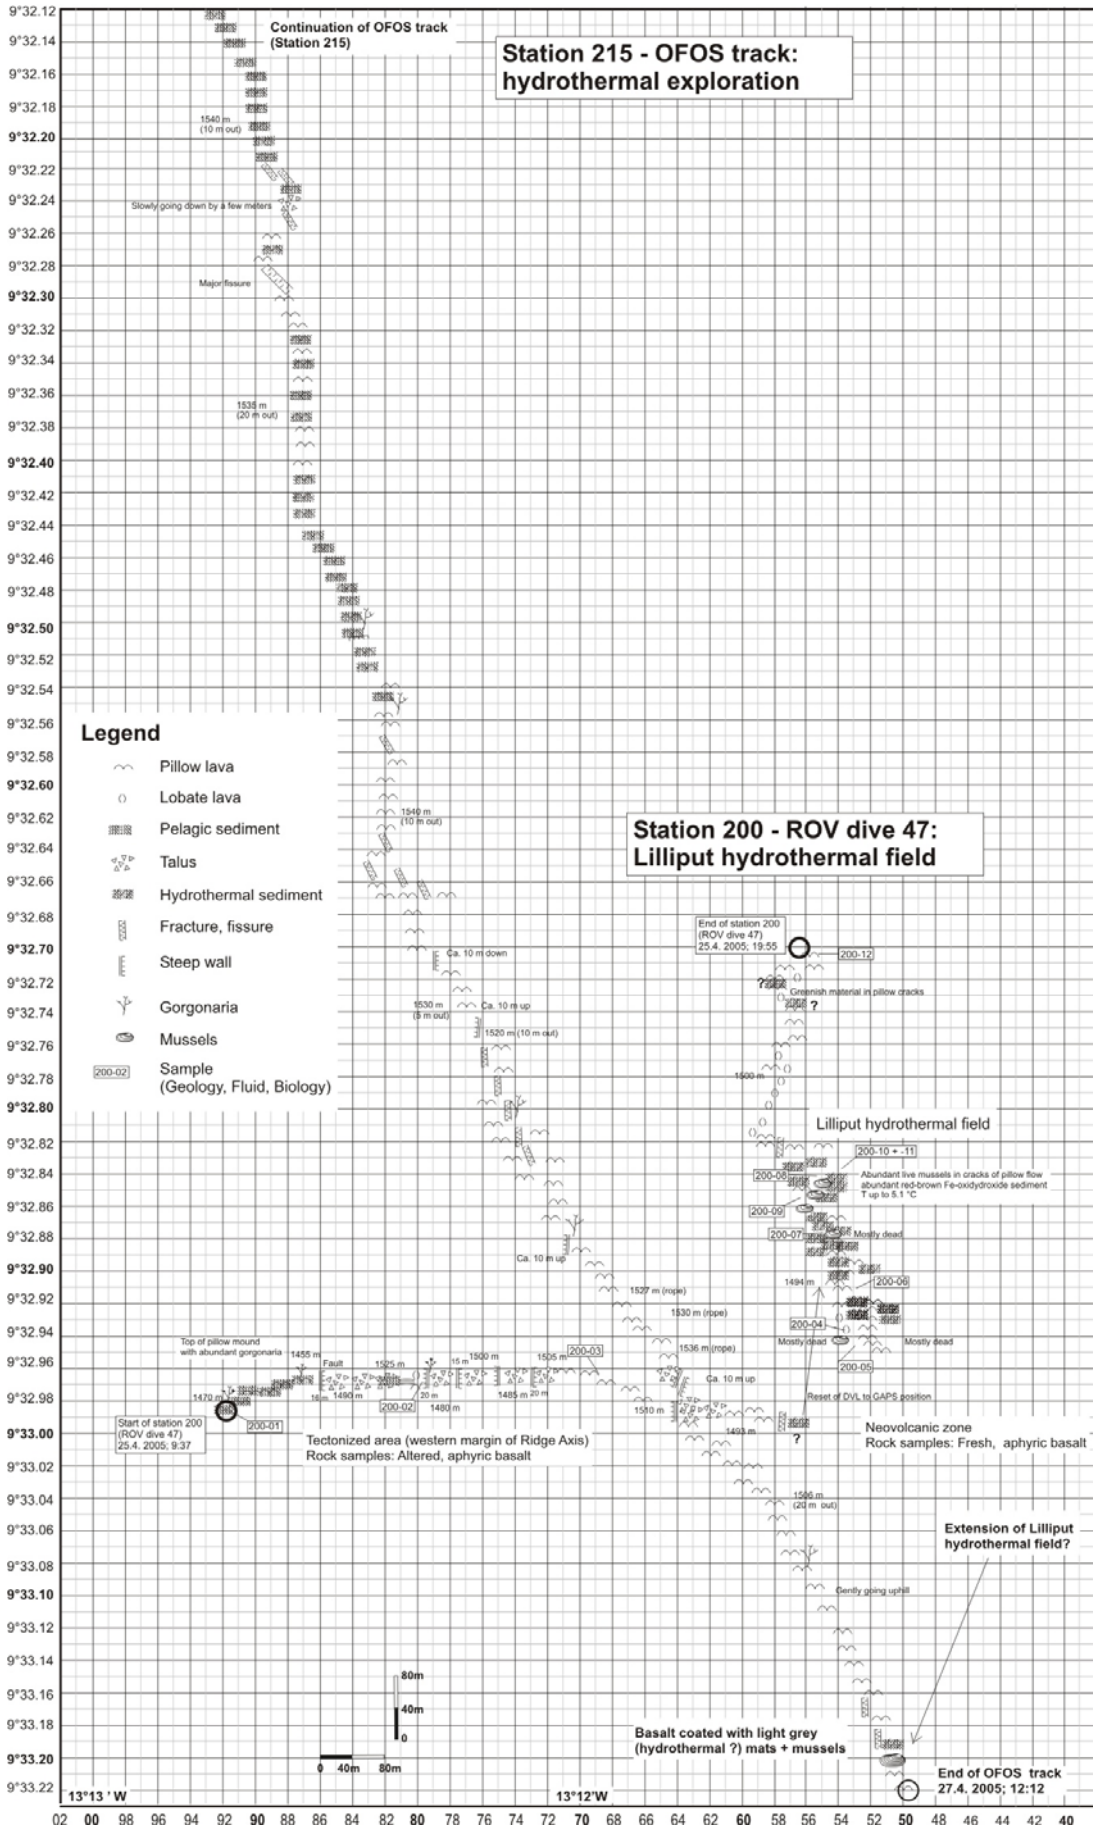 9°32.12
9°32.14
9°32.16
9°32.18
9°32.20
9°32.22
9°32.24
9°32.26
9°32.28
9°32.30
9°32.32
9°32.34
9°32.36
9°32.38
9°32.40
9°32.42
9°32.44
9°32.46
9°32.48
9°32.50
9°32.52
9°32.54
9°32.56
9°32.58
9°32.60
9°32.62
9°32.64
9°32.66
9°32.68
9°32.70
9°32.72
9°32.74
9°32.76
9°32.78
9°32.80
9°32.82
9°32.84
9°32.86
9°32.88
9°32.90
9°32.92
9°32.94
9°32.96
9°32.98
9°33.00
9°33.02
9°33.04
9°33.06
9°33.08
9°33.10
9°33.12
9°33.14
9°33.16
9°33.18
9°33.20
9°33.22
Continuation of OFOS track
(Station 215)
Station 215 - OFOS track:
hydrothermal exploration
1540 m
(10 m out)
Slowly going down by a few meters
Major fissure
1535 m
(20 m out)
Legend
Pillow lava
Lobate lava
Pelagic sediment
Talus
Hydrothermal sediment
Fracture, fissure
Steep wall
Gorgonaria
Mussels
200-02
Sample
(Geology, Fluid, Biology)
1540 m
(10 m out)
Station 200 - ROV dive 47:
Lilliput hydrothermal field
End of station 200
(ROV dive 47)
25.4. 2005; 19:55
200-12
Ca. 10 m down
?
Greenish material in pillow cracks
?
1530 m
(5 m out)
Ca. 10 m up
1520 m (10 m out)
1500 m
Lilliput hydrothermal field
200-10 + -11
200-08
Abundant live mussels in cracks of pillow flow
abundant red-brown Fe-oxidydroxide sediment
T up to 5.1 °C
200-09
200-07
Mostly dead
Ca. 10 m up
1494 m
200-06
1527 m (rope)
1530 m (rope)
200-04
Mostly dead
Mostly dead
200-05
1536 m (rope)
Top of pillow mound
with abundant gorgonaria
1455 m
Fault
1525 m
15 m
1500 m
1505 m
200-03
Ca. 10 m up
1470 m
16 m
1490 m
200-02
20 m
1480 m
1485 m
20 m
1510 m
Reset of DVL to GAPS position
1493 m
?
Start of station 200
(ROV dive 47)
25.4. 2005; 9:37
200-01
Tectonized area (western margin of Ridge Axis)
Rock samples: Altered, aphyric basalt
Neovolcanic zone
Rock samples: Fresh, aphyric basalt
1506 m
(20 m out)
Extension of Lilliput
hydrothermal field?
Gently going uphill
80m
40m
0
0 40m 80m
Basalt coated with light grey
(hydrothermal ?) mats + mussels
End of OFOS track
27.4. 2005; 12:12
13°13 ' W
13°12'W
02 00 98 96 94 92 90 88 86 84 82 80 78 76 74 72 70 68 66 64 62 60 58 56 54 52 50 48 46 44 42 40